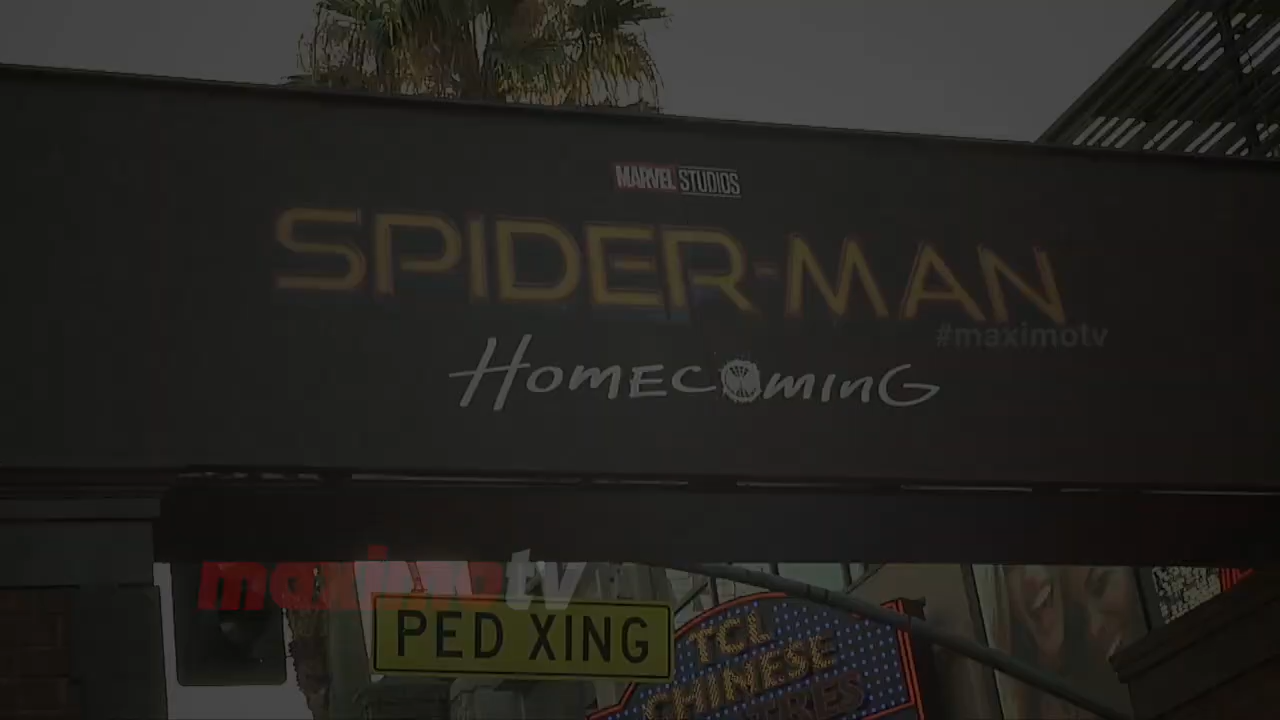 MARVEL STUDIOS
SPIDER-MAN
#maximotv
HOMECOMING
maximotv
PED XING
TCL
CHINESE